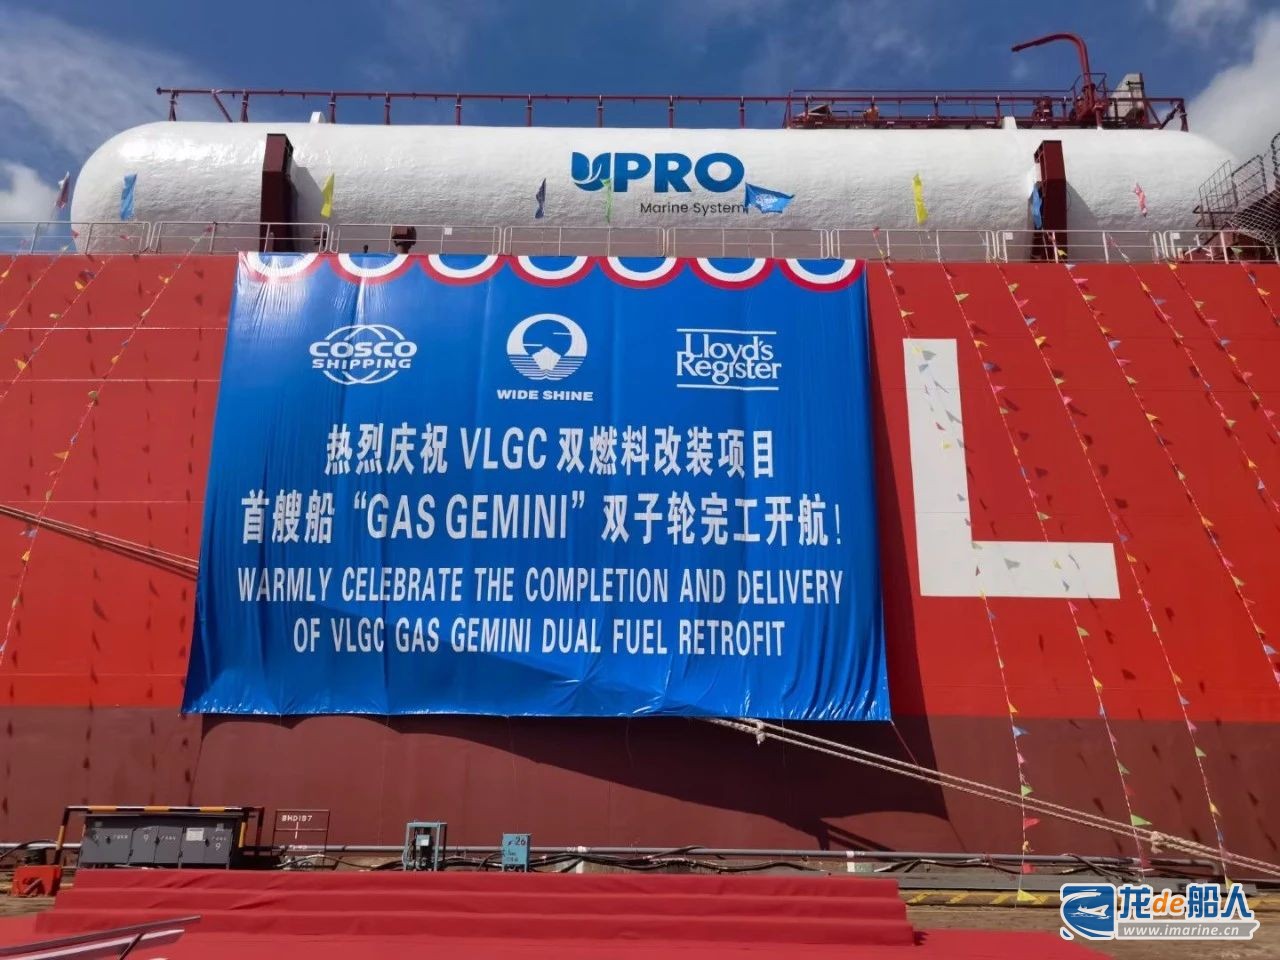 UPRO
Marine System
COSCO
SHIPPING
WIDE SHINE
Lloyd's
Register
热烈庆祝 VLGC 双燃料改装项目
首艘船“GAS GEMINI”双子轮完工开航！
WARMLY CELEBRATE THE COMPLETION AND DELIVERY
OF VLGC GAS GEMINI DUAL FUEL RETROFIT
L
26
龙de船人
www.imarine.cn